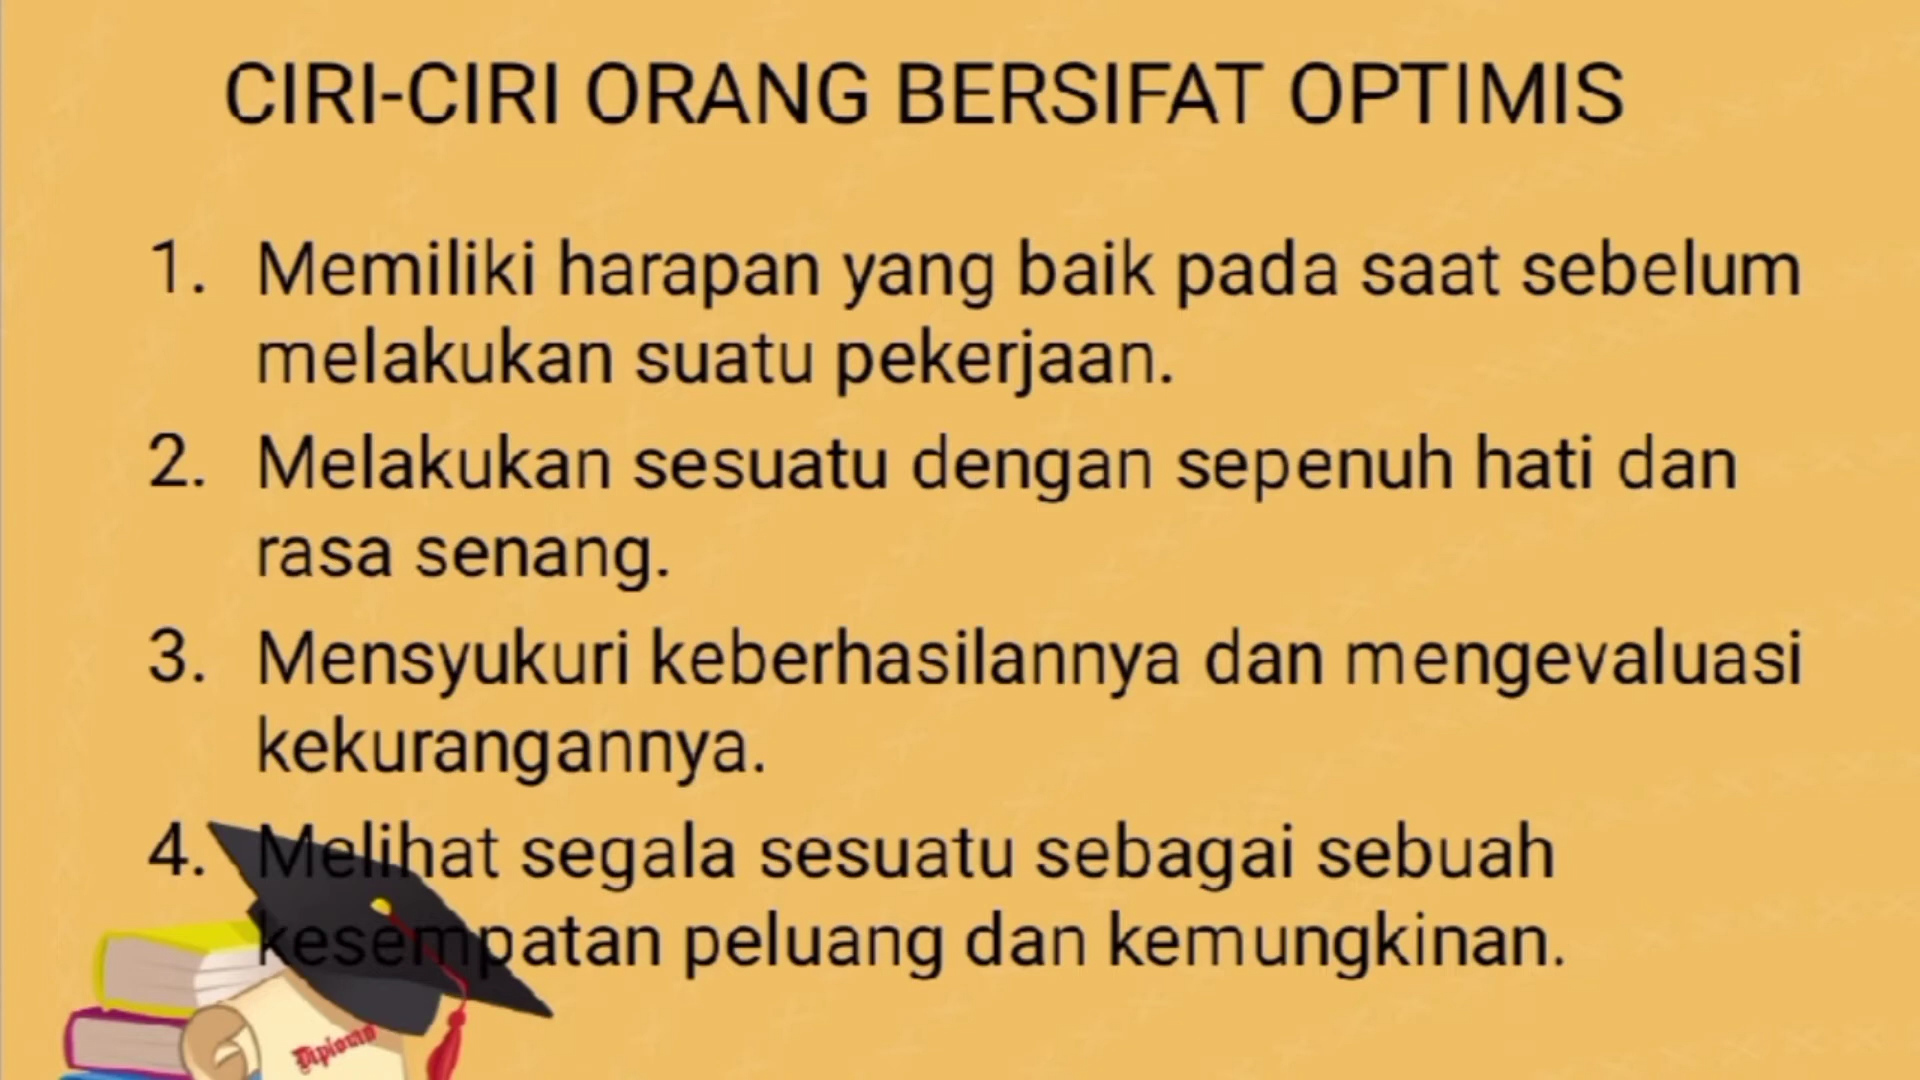 CIRI-CIRI ORANG BERSIFAT OPTIMIS
1. Memiliki harapan yang baik pada saat sebelum
melakukan suatu pekerjaan.
2. Melakukan sesuatu dengan sepenuh hati dan
rasa senang.
3. Mensyukuri keberhasilannya dan mengevaluasi
kekurangannya.
4. Melihat segala sesuatu sebagai sebuah
kesempatan peluang dan kemungkinan.
Diploma